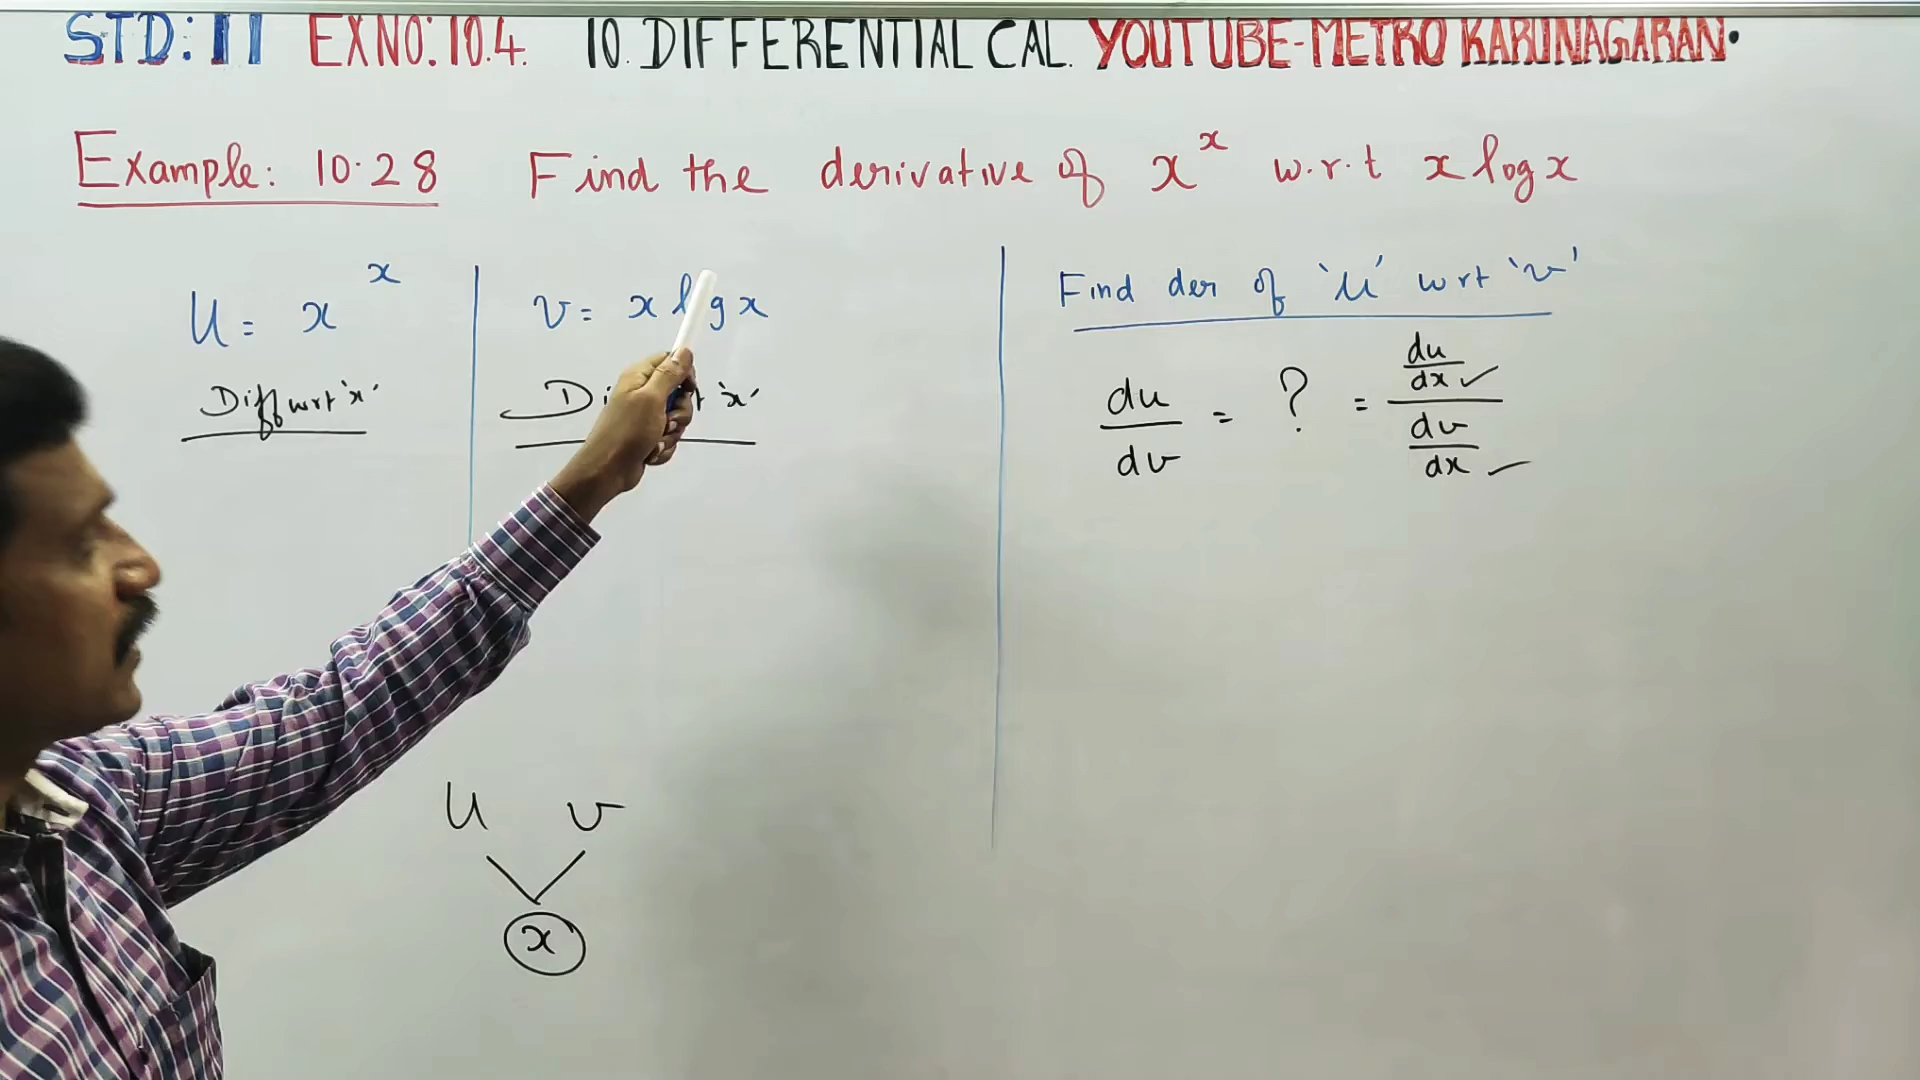 STD: 11 EXNO: 10.4. 10. DIFFERENTIAL CAL. YOUTUBE-METRO KARUNAGARAN.
Example: 10.28 Find the derivative of x^x w.r.t x log x
U = x^x
Diff wrt 'x'
v = x log x
'x'
Find der of 'u' wrt 'v'
du/dv = ? = (du/dx)/(dv/dx)
u v
x